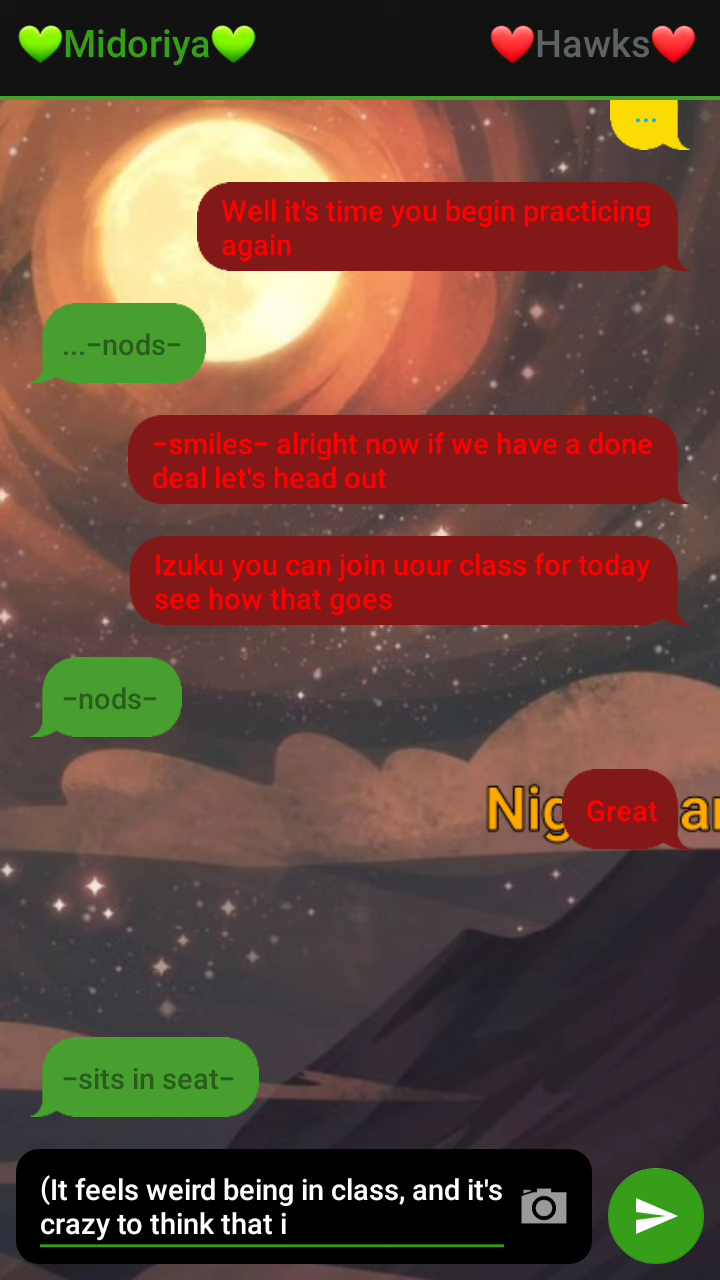 💚Midoriya💚
❤️Hawks❤️
...
Well it's time you begin practicing
again
...–nods–
–smiles– alright now if we have a done
deal let's head out
Izuku you can join uour class for today
see how that goes
–nods–
Great
–sits in seat–
(It feels weird being in class, and it's
crazy to think that i